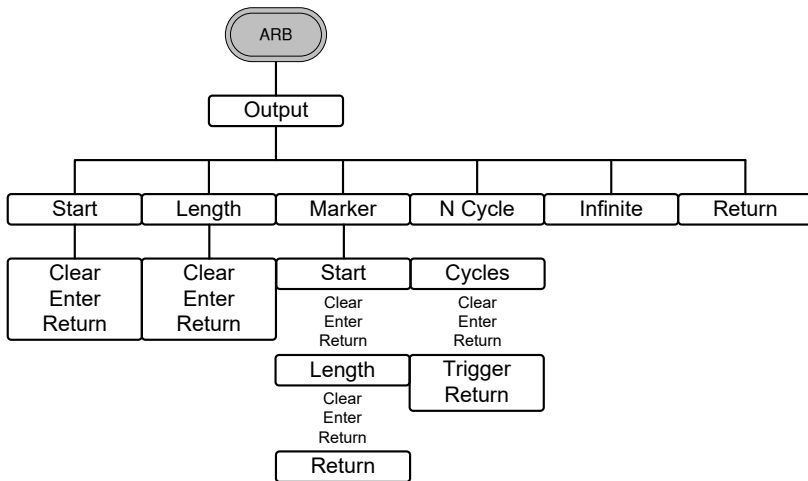 ARB
Output
Start
Length
Marker
N Cycle
Infinite
Return
Clear
Enter
Return
Clear
Enter
Return
Start
Clear
Enter
Return
Length
Clear
Enter
Return
Return
Cycles
Clear
Enter
Return
Trigger
Return